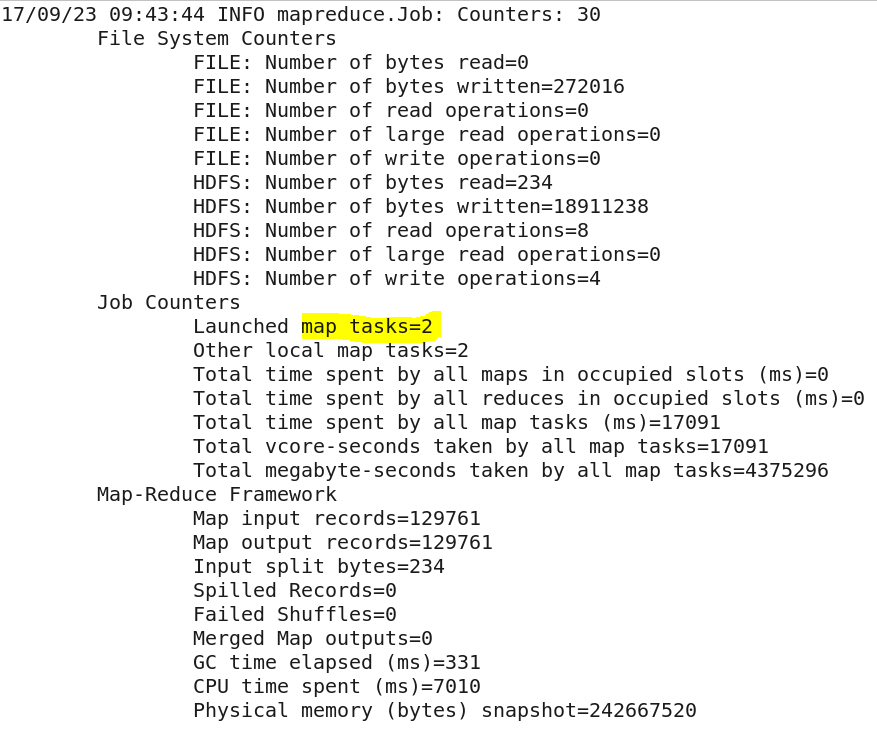 17/09/23 09:43:44 INFO mapreduce.Job: Counters: 30
File System Counters
FILE: Number of bytes read=0
FILE: Number of bytes written=272016
FILE: Number of read operations=0
FILE: Number of large read operations=0
FILE: Number of write operations=0
HDFS: Number of bytes read=234
HDFS: Number of bytes written=18911238
HDFS: Number of read operations=8
HDFS: Number of large read operations=0
HDFS: Number of write operations=4
Job Counters
Launched map tasks=2
Other local map tasks=2
Total time spent by all maps in occupied slots (ms)=0
Total time spent by all reduces in occupied slots (ms)=0
Total time spent by all map tasks (ms)=17091
Total vcore-seconds taken by all map tasks=17091
Total megabyte-seconds taken by all map tasks=4375296
Map-Reduce Framework
Map input records=129761
Map output records=129761
Input split bytes=234
Spilled Records=0
Failed Shuffles=0
Merged Map outputs=0
GC time elapsed (ms)=331
CPU time spent (ms)=7010
Physical memory (bytes) snapshot=242667520